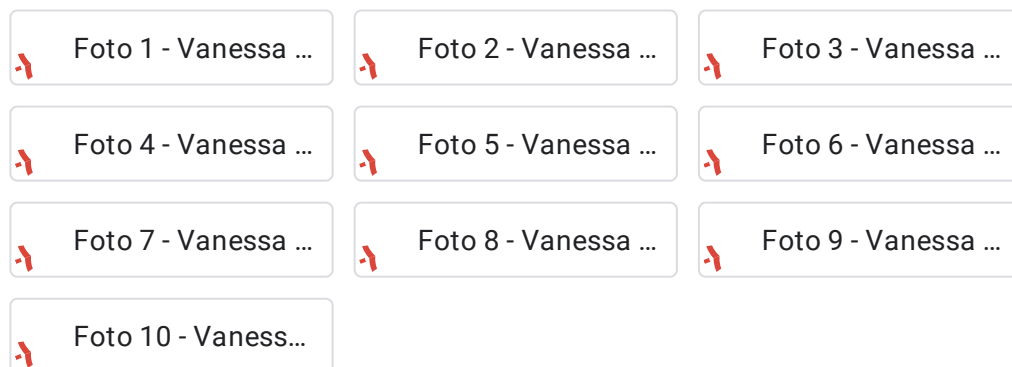 Foto 1 - Vanessa ...
Foto 2 - Vanessa ...
Foto 3 - Vanessa ...
Foto 4 - Vanessa ...
Foto 5 - Vanessa ...
Foto 6 - Vanessa ...
Foto 7 - Vanessa ...
Foto 8 - Vanessa ...
Foto 9 - Vanessa ...
Foto 10 - Vaness...